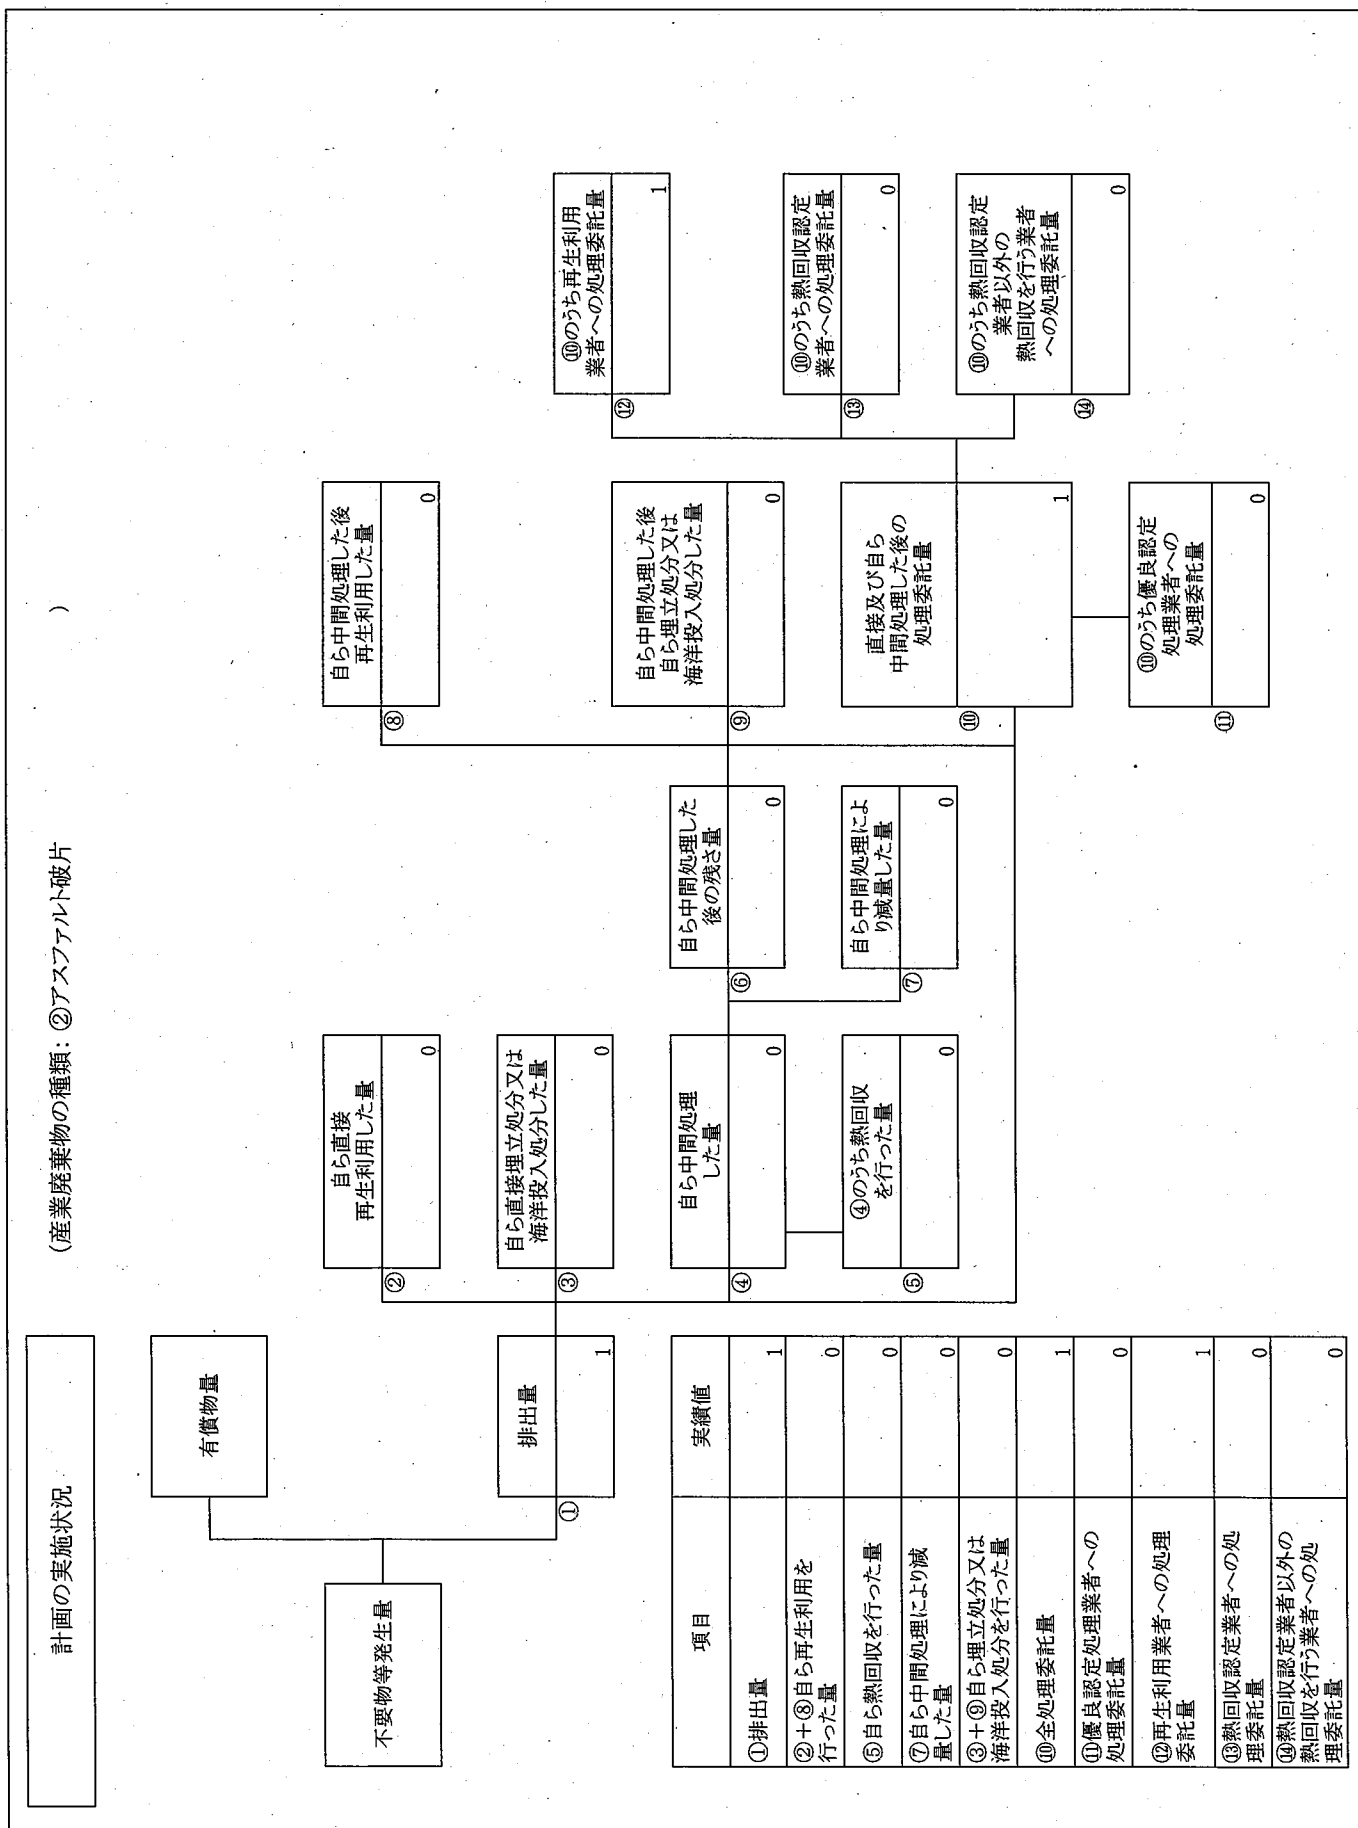 計画の実施状況
(産業廃棄物の種類：②アスファルト破片
)
不要物等発生量
有償物量
①
排出量
1
②
自ら直接
再生利用した量
0
③
自ら直接埋立処分又は
海洋投入処分した量
0
④
自ら中間処理
した量
0
⑤
④のうち熱回収
を行った量
0
⑥
自ら中間処理した
後の残さ量
0
⑦
自ら中間処理によ
り減量した量
0
⑧
自ら中間処理した後
再生利用した量
0
⑨
自ら中間処理した後
自ら埋立処分又は
海洋投入処分した量
0
⑩
直接及び自ら
中間処理した後の
処理委託量
1
⑪
⑩のうち優良認定
処理業者への
処理委託量
0
⑫
⑩のうち再生利用
業者への処理委託量
1
⑬
⑩のうち熱回収認定
業者への処理委託量
0
⑭
⑩のうち熱回収認定
業者以外の
熱回収を行う業者
への処理委託量
0
項目
実績値
①排出量
1
②＋⑧自ら再生利用を
行った量
0
⑤自ら熱回収を行った量
0
⑦自ら中間処理により減
量した量
0
③＋⑨自ら埋立処分又は
海洋投入処分を行った量
0
⑩全処理委託量
1
⑪優良認定処理業者への
処理委託量
0
⑫再生利用業者への処理
委託量
1
⑬熱回収認定業者への処
理委託量
0
⑭熱回収認定業者以外の
熱回収を行う業者への処
理委託量
0